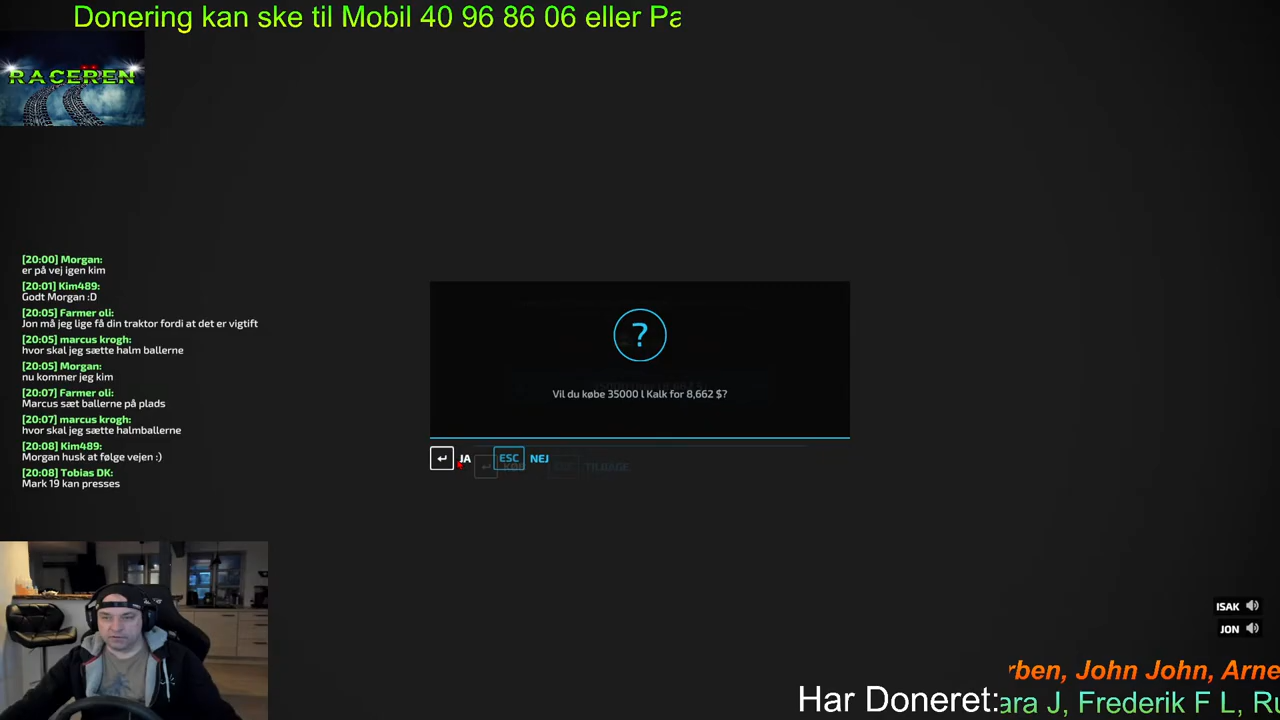 Donering kan ske til Mobil 40 96 86 06 eller Pa
RACEREN
[20:00] Morgan:
er på vej igen kim
[20:01] Kim489:
Godt Morgan :D
[20:05] Farmer oli:
Jon må jeg lige få din traktor fordi at det er vigtift
[20:05] marcus krogh:
hvor skal jeg sætte halm ballerne
[20:05] Morgan:
nu kommer jeg kim
[20:07] Farmer oli:
Marcus sæt ballerne på plads
[20:07] marcus krogh:
hvor skal jeg sætte halmballerne
[20:08] Kim489:
Morgan husk at følge vejen :)
[20:08] Tobias DK:
Mark 19 kan presses
?
Vil du købe 35000 l Kalk for 8,662 $?
JA ESC NEJ
KØB ESC TILBAGE
ISAK
JON
rben, John John, Arne
Har Doneret:
ara J, Frederik F L, Ru